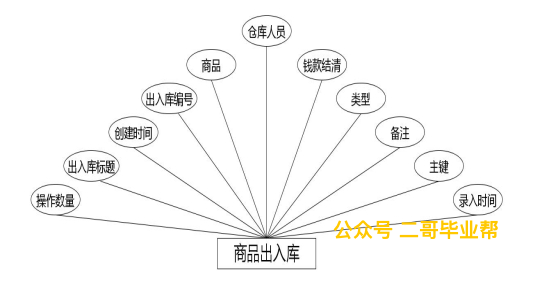 仓库人员
商品
钱款结清
出入库编号
类型
创建时间
备注
出入库标题
主键
操作数量
录入时间
公众号 二哥毕业帮
商品出入库